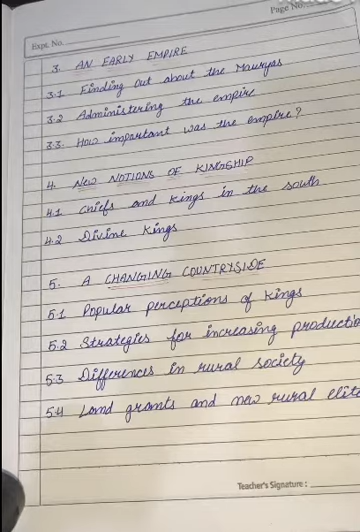 Page No.
Expt. No.
3. AN EARLY EMPIRE
3.1 Finding out about the Mauryas
3.2 Administering the empire
3.3. How important was the empire?
4. NEW NOTIONS OF KINGSHIP
4.1 Chiefs and kings in the south
4.2 Divine Kings
5. A CHANGING COUNTRYSIDE
5.1 Popular perceptions of kings
5.2 Strategies for increasing productio
5.3 Differences in rural society
5.4 Land grants and new rural elite
Teacher's Signature :